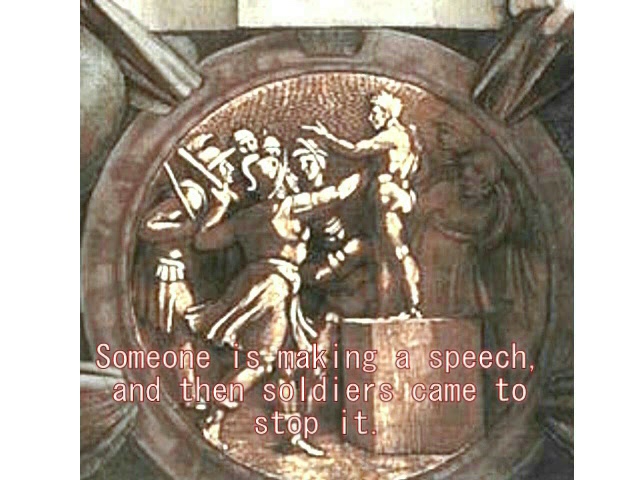 Someone is making a speech,
and then soldiers came to
stop it.